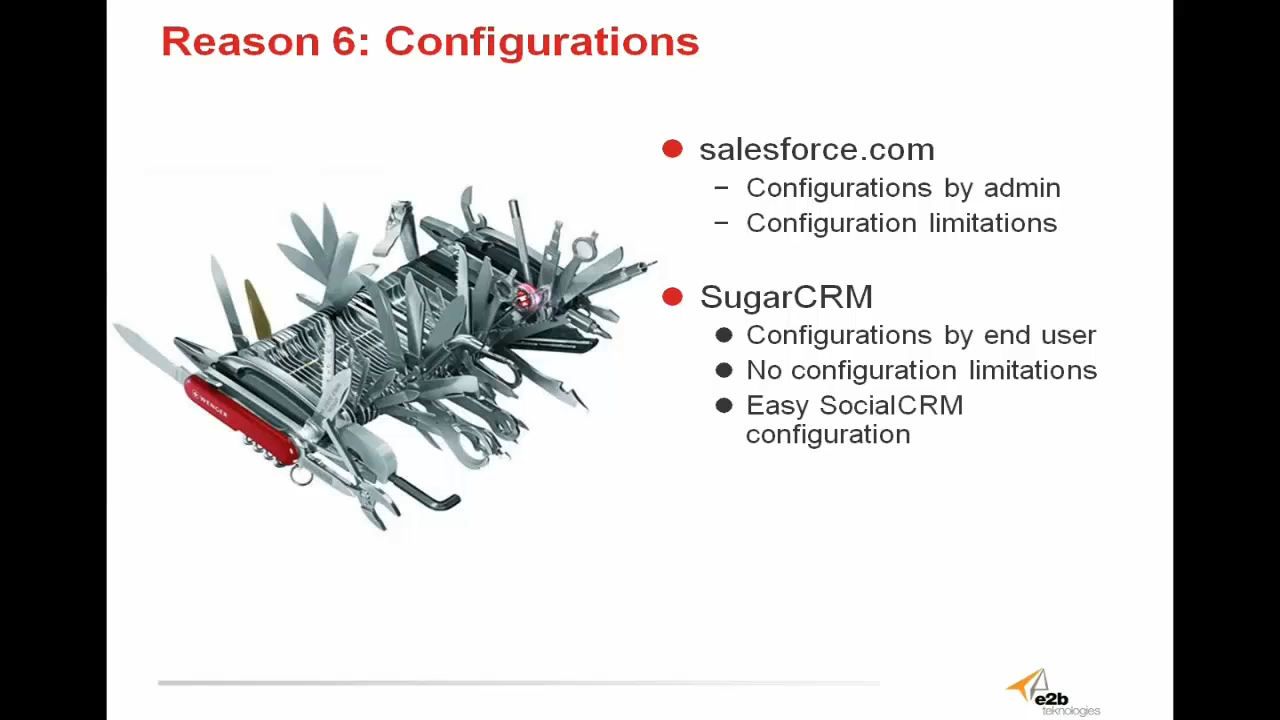 Reason 6: Configurations
salesforce.com
– Configurations by admin
– Configuration limitations
SugarCRM
Configurations by end user
No configuration limitations
Easy SocialCRM
configuration
WENGER
e2b
teknologies